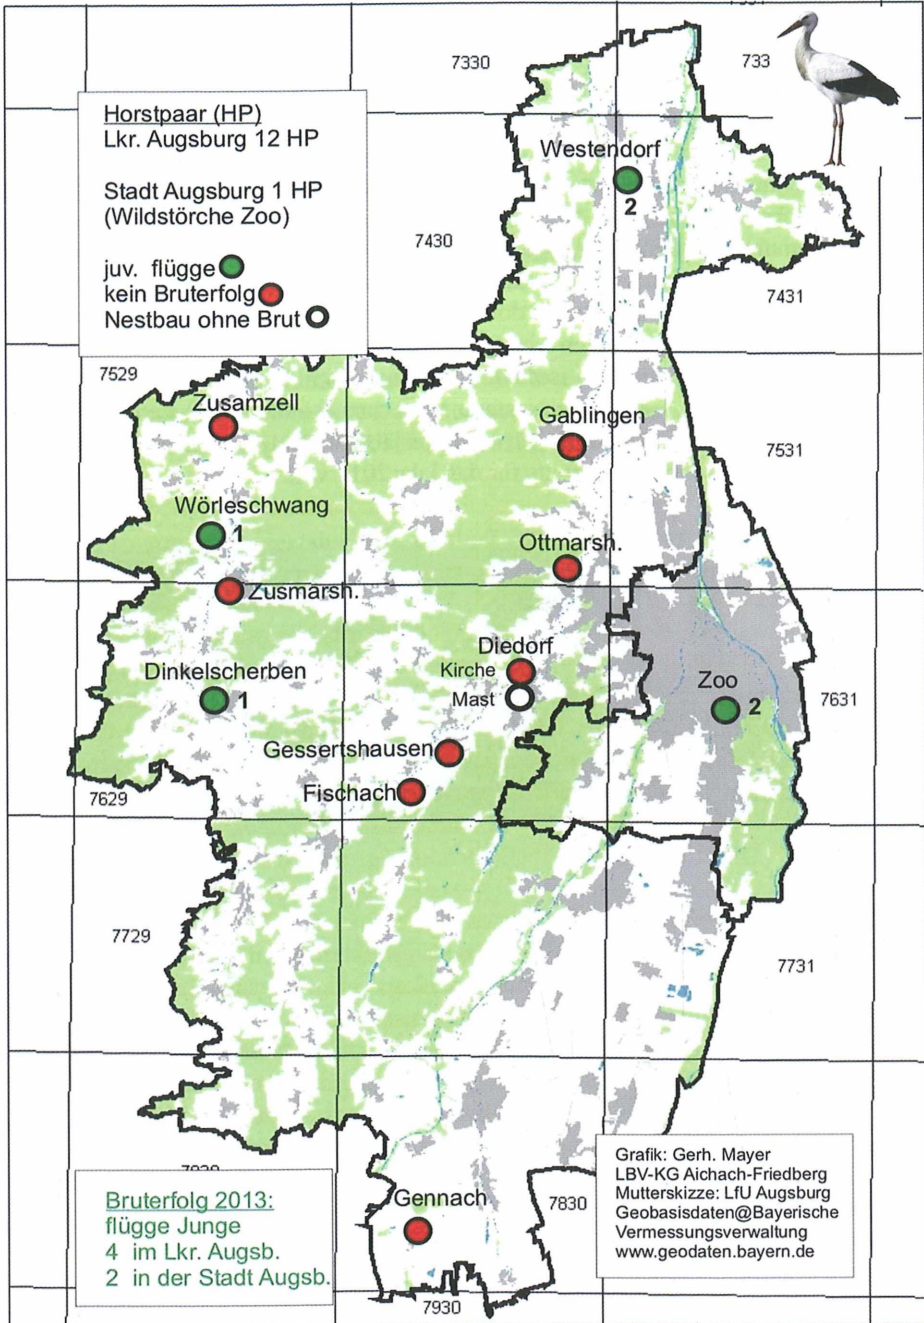 7330
733
Horstpaar (HP)
Lkr. Augsburg 12 HP
Stadt Augsburg 1 HP
(Wildstörche Zoo)
juv. flügge
kein Bruterfolg
Nestbau ohne Brut
Westendorf
2
7430
7431
7529
Zusamzell
Gablingen
7531
Wörleschwang
1
Ottmarsh.
Zusmarsh.
Diedorf
Kirche
Mast
Dinkelscherben
1
Zoo
2
7631
Gessertshausen
Fischach
7629
7729
7731
Bruterfolg 2013:
flügge Junge
4 im Lkr. Augsb.
2 in der Stadt Augsb.
Gennach
7830
7930
Grafik: Gerh. Mayer
LBV-KG Aichach-Friedberg
Mutterskizze: LfU Augsburg
Geobasisdaten@Bayerische
Vermessungsverwaltung
www.geodaten.bayern.de